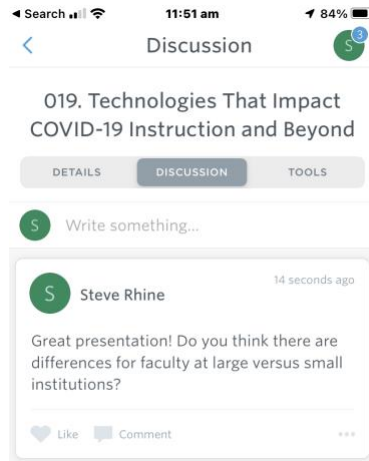 Search 11:51 am 84%
Discussion S 3
019. Technologies That Impact
COVID-19 Instruction and Beyond
DETAILS DISCUSSION TOOLS
S Write something...
14 seconds ago
S Steve Rhine
Great presentation! Do you think there are
differences for faculty at large versus small
institutions?
Like Comment